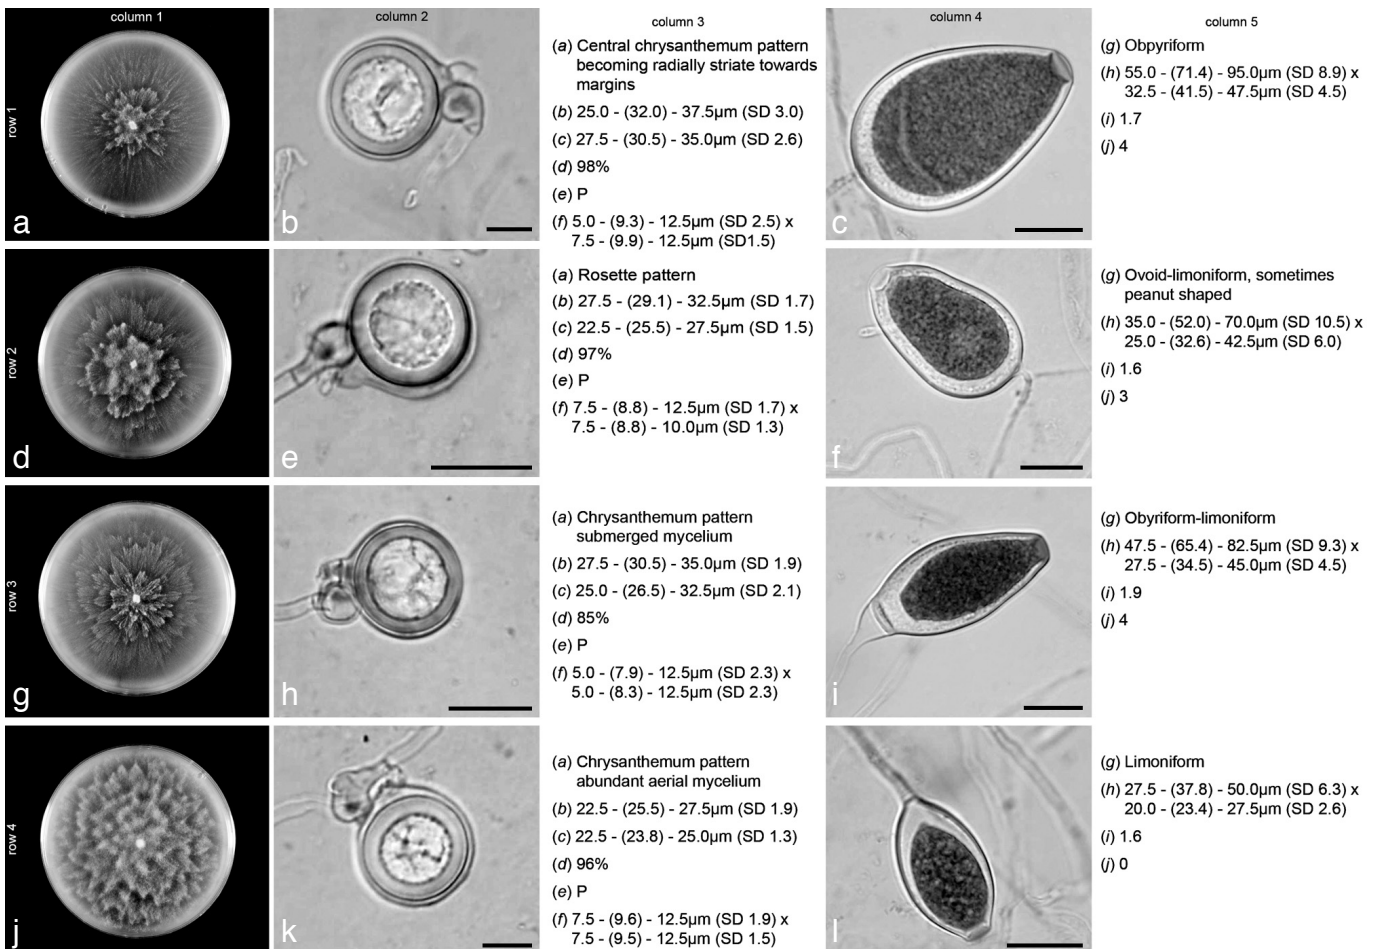 column 1
column 2
column 3
column 4
column 5
row 1
a
b
(a) Central chrysanthemum pattern
becoming radially striate towards
margins
(b) 25.0 - (32.0) - 37.5µm (SD 3.0)
(c) 27.5 - (30.5) - 35.0µm (SD 2.6)
(d) 98%
(e) P
(f) 5.0 - (9.3) - 12.5µm (SD 2.5) x
7.5 - (9.9) - 12.5µm (SD1.5)
c
(g) Obpyriform
(h) 55.0 - (71.4) - 95.0µm (SD 8.9) x
32.5 - (41.5) - 47.5µm (SD 4.5)
(i) 1.7
(j) 4
row 2
d
e
(a) Rosette pattern
(b) 27.5 - (29.1) - 32.5µm (SD 1.7)
(c) 22.5 - (25.5) - 27.5µm (SD 1.5)
(d) 97%
(e) P
(f) 7.5 - (8.8) - 12.5µm (SD 1.7) x
7.5 - (8.8) - 10.0µm (SD 1.3)
f
(g) Ovoid-limoniform, sometimes
peanut shaped
(h) 35.0 - (52.0) - 70.0µm (SD 10.5) x
25.0 - (32.6) - 42.5µm (SD 6.0)
(i) 1.6
(j) 3
row 3
g
h
(a) Chrysanthemum pattern
submerged mycelium
(b) 27.5 - (30.5) - 35.0µm (SD 1.9)
(c) 25.0 - (26.5) - 32.5µm (SD 2.1)
(d) 85%
(e) P
(f) 5.0 - (7.9) - 12.5µm (SD 2.3) x
5.0 - (8.3) - 12.5µm (SD 2.3)
i
(g) Obyriform-limoniform
(h) 47.5 - (65.4) - 82.5µm (SD 9.3) x
27.5 - (34.5) - 45.0µm (SD 4.5)
(i) 1.9
(j) 4
row 4
j
k
(a) Chrysanthemum pattern
abundant aerial mycelium
(b) 22.5 - (25.5) - 27.5µm (SD 1.9)
(c) 22.5 - (23.8) - 25.0µm (SD 1.3)
(d) 96%
(e) P
(f) 7.5 - (9.6) - 12.5µm (SD 1.9) x
7.5 - (9.5) - 12.5µm (SD 1.5)
l
(g) Limoniform
(h) 27.5 - (37.8) - 50.0µm (SD 6.3) x
20.0 - (23.4) - 27.5µm (SD 2.6)
(i) 1.6
(j) 0